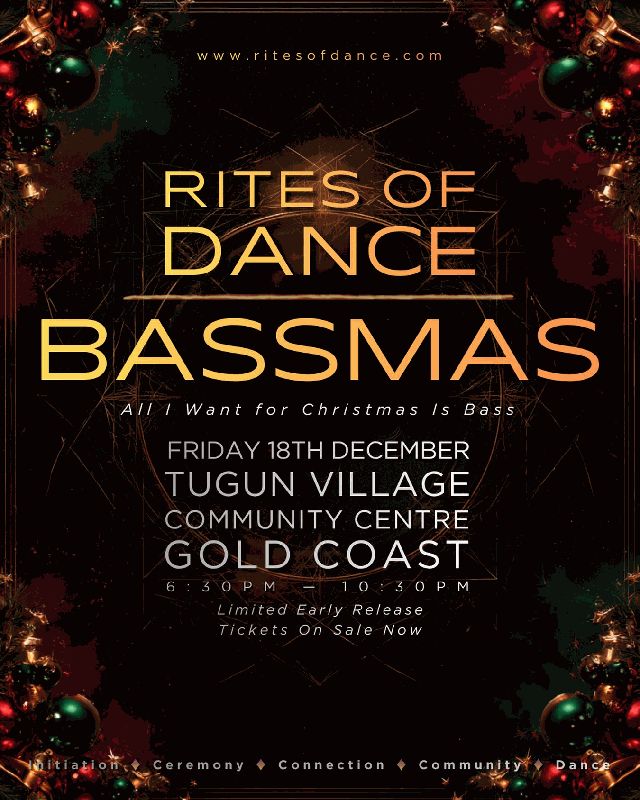 www.ritesofdance.com
RITES OF
DANCE
BASSMAS
All I Want for Christmas Is Bass
FRIDAY 18TH DECEMBER
TUGUN VILLAGE
COMMUNITY CENTRE
GOLD COAST
6:30PM — 10:30PM
Limited Early Release
Tickets On Sale Now
Initiation ♦ Ceremony ♦ Connection ♦ Community ♦ Dance